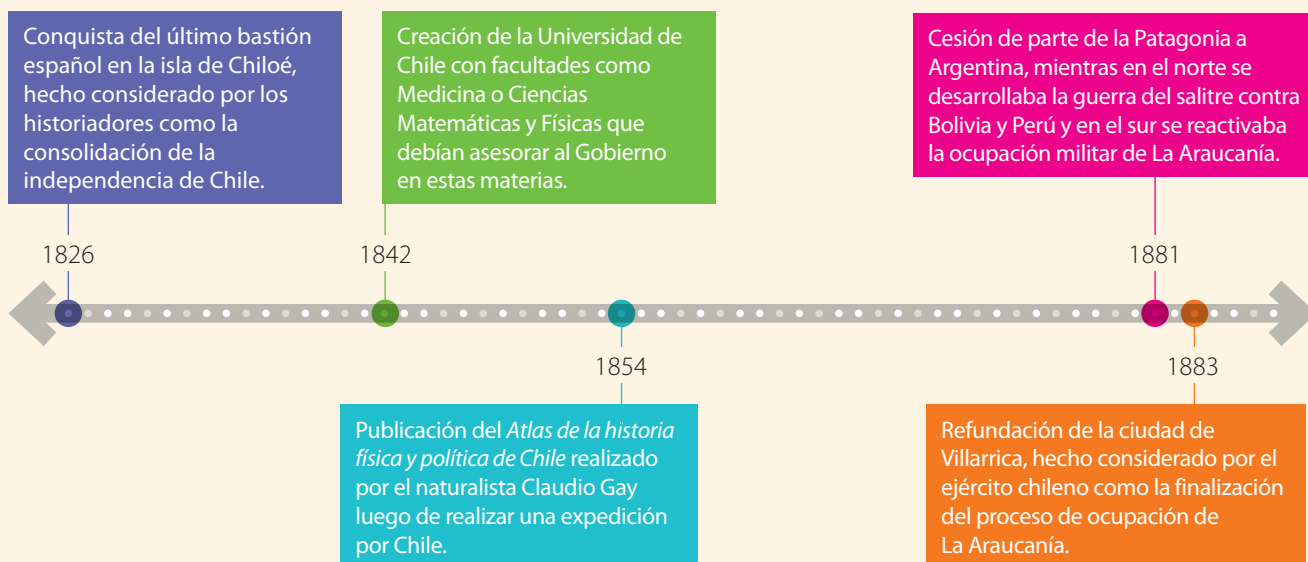 Conquista del último bastión
español en la isla de Chiloé,
hecho considerado por los
historiadores como la
consolidación de la
independencia de Chile.
1826
Creación de la Universidad de
Chile con facultades como
Medicina o Ciencias
Matemáticas y Físicas que
debían asesorar al Gobierno
en estas materias.
1842
1854
Publicación del Atlas de la historia
física y política de Chile realizado
por el naturalista Claudio Gay
luego de realizar una expedición
por Chile.
Cesión de parte de la Patagonia a
Argentina, mientras en el norte se
desarrollaba la guerra del salitre contra
Bolivia y Perú y en el sur se reactivaba
la ocupación militar de La Araucanía.
1881
1883
Refundación de la ciudad de
Villarrica, hecho considerado por el
ejército chileno como la finalización
del proceso de ocupación de
La Araucanía.